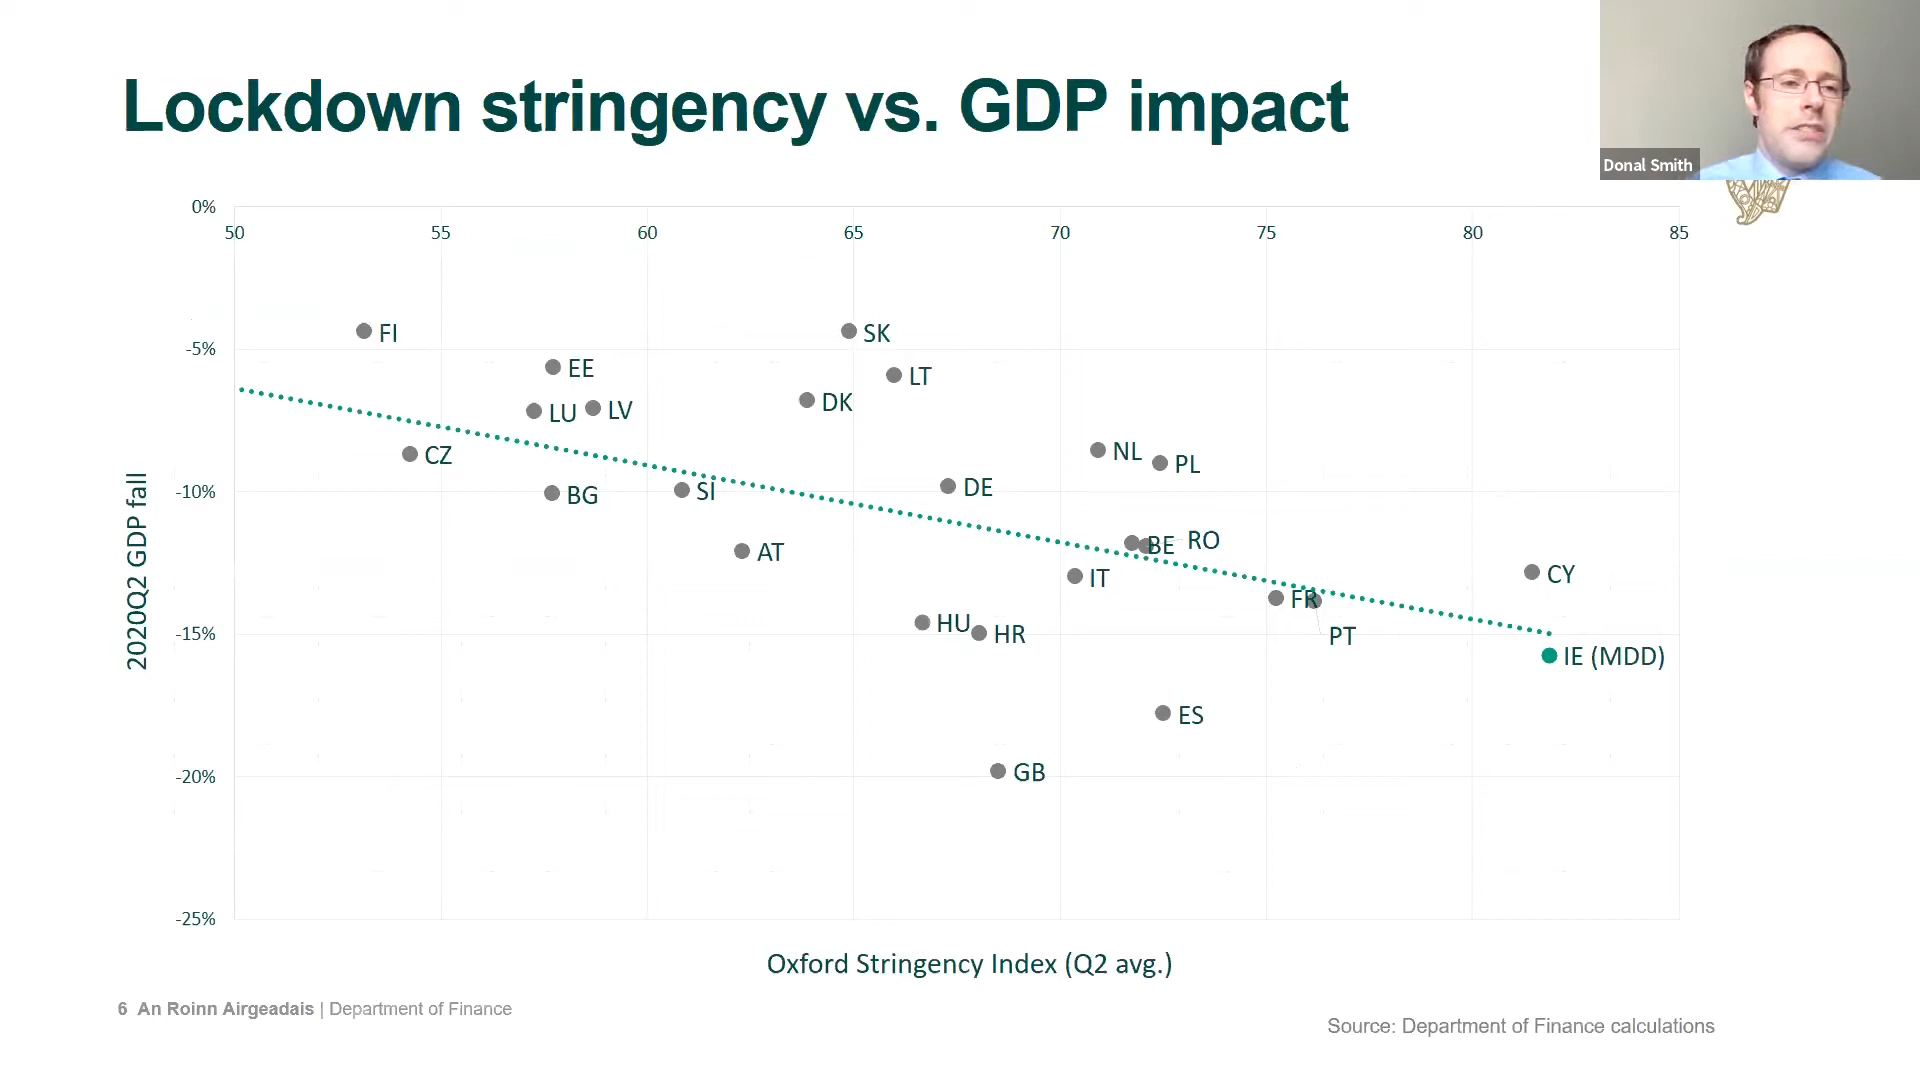 Lockdown stringency vs. GDP impact
Donal Smith
0%
50 55 60 65 70 75 80 85
FI
SK
-5%
EE
LT
DK
LU
LV
NL
CZ
PL
DE
-10%
BG
SI
RO
BE
AT
CY
IT
FR
HU
HR
-15%
PT
IE (MDD)
ES
GB
-20%
-25%
2020Q2 GDP fall
Oxford Stringency Index (Q2 avg.)
6 An Roinn Airgeadais | Department of Finance
Source: Department of Finance calculations